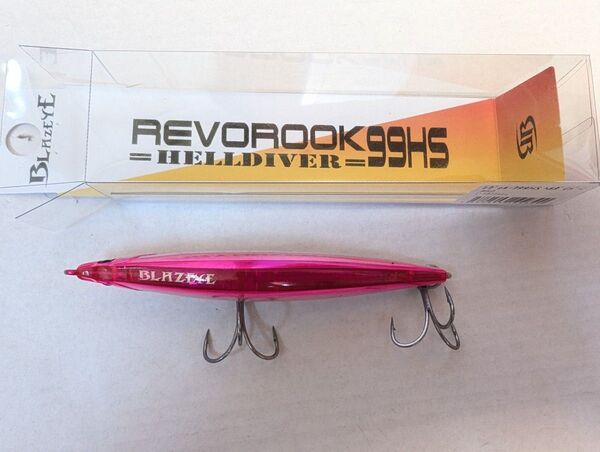 BLAZEYE
REVOROOK99HS
=HELLDIVER=
BLAZEYE